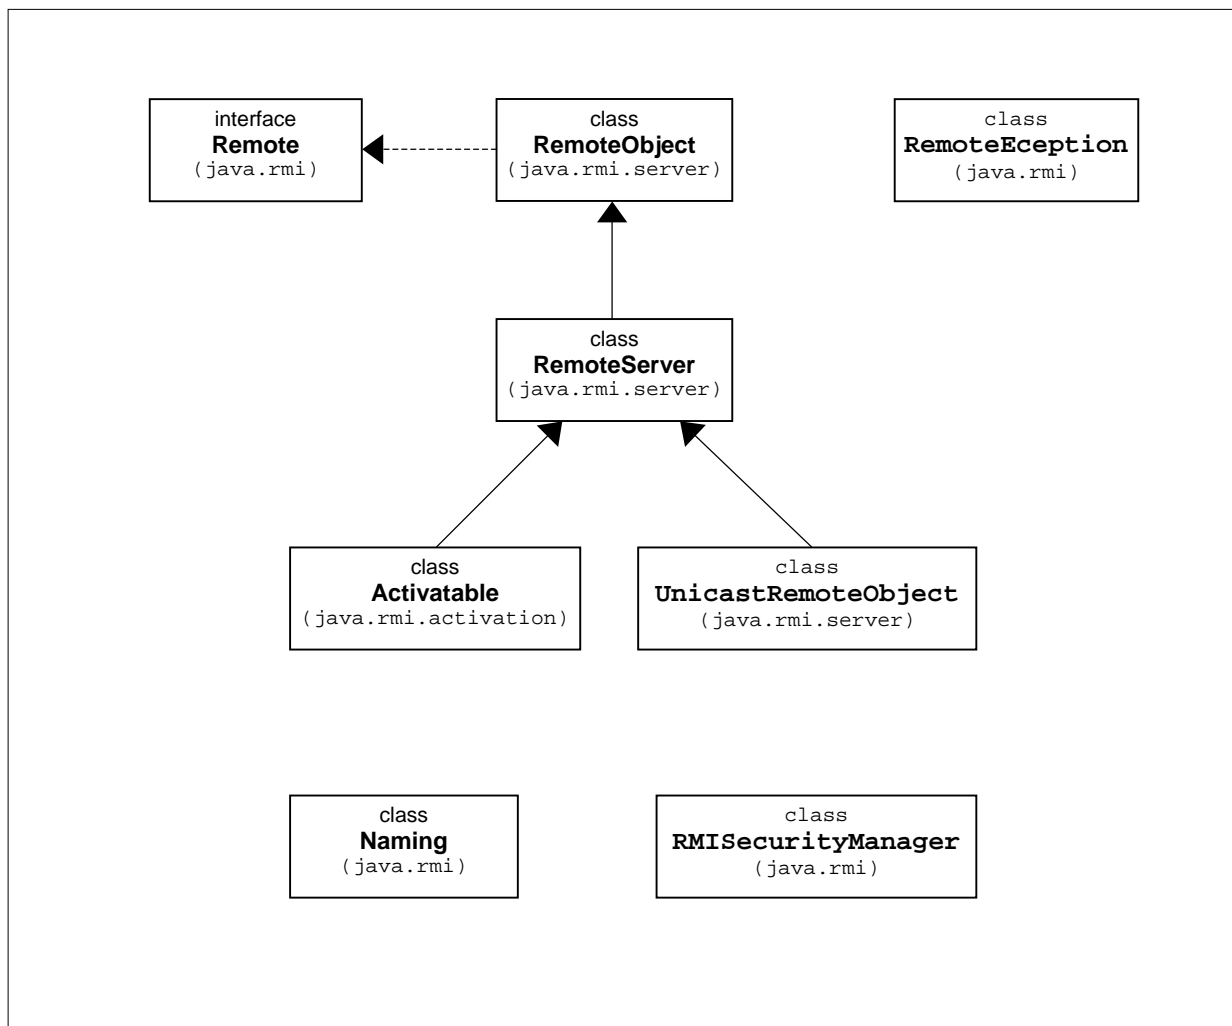 interface
Remote
(java.rmi)
class
RemoteObject
(java.rmi.server)
class
RemoteEception
(java.rmi)
class
RemoteServer
(java.rmi.server)
class
Activatable
(java.rmi.activation)
class
UnicastRemoteObject
(java.rmi.server)
class
Naming
(java.rmi)
class
RMISecurityManager
(java.rmi)